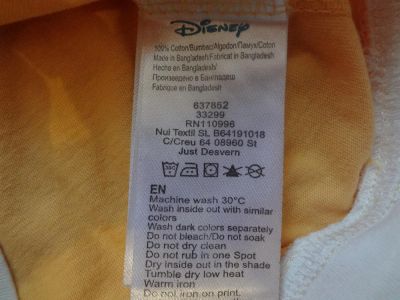 Disney
100% Cotton/Bumbac/Algodon/Памук/Coton
Made in Bangladesh/Fabricat in Bangladesh
Hecho en Bangladesh/
Произведено в Бангладеш
Fabrique en Bangladesh/
637852
33299
RN110996
Nui Textil SL B64191018
C/Creu 64 08960 St
Just Desvern
EN
Machine wash 30°C
Wash inside out with similar
colors
Wash dark colors separately
Do not bleach/Do not soak
Do not dry clean
Do not rub in one Spot
Dry inside out in the shade
Tumble dry low heat
Warm iron
Do not iron on print.